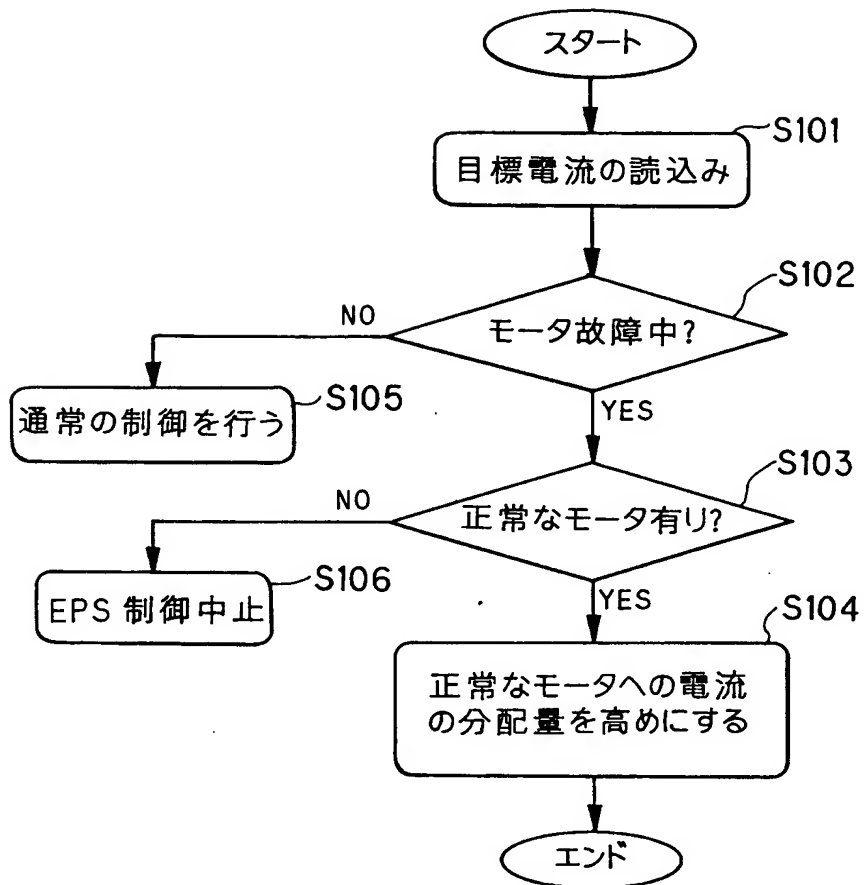 スタート
S101
目標電流の読込み
S102
モータ故障中?
NO
S105
通常の制御を行う
YES
S103
正常なモータ有り?
NO
S106
EPS 制御中止
YES
S104
正常なモータへの電流
の分配量を高めにする
エンド